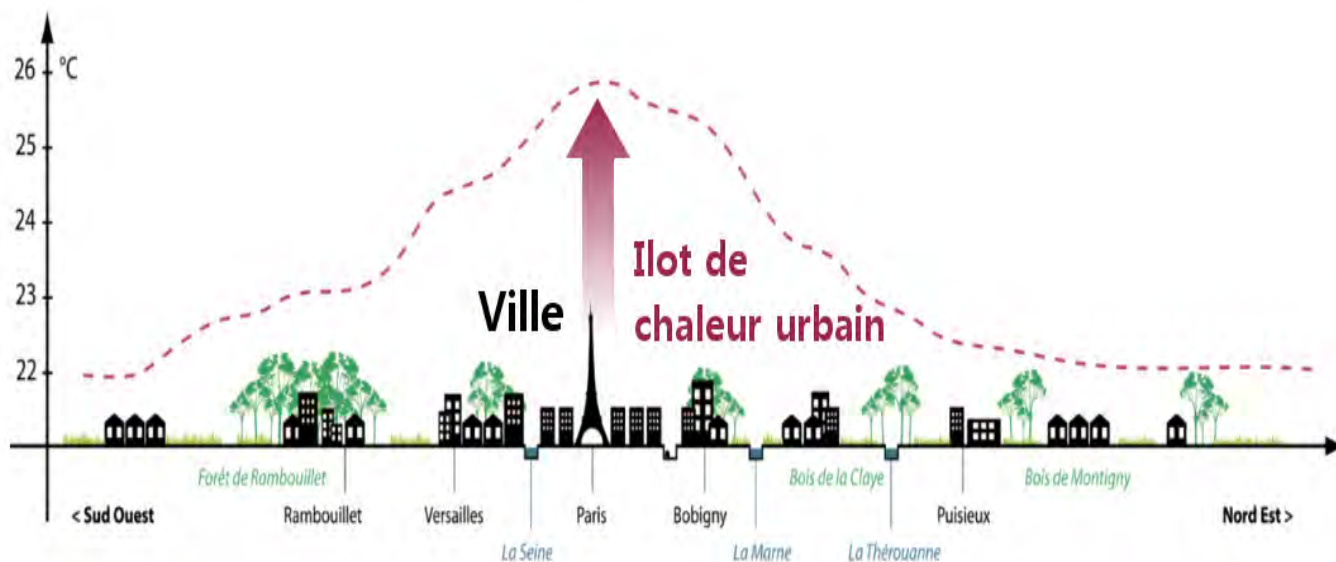 26 °C
25
24
23
22
Ville
Ilot de
chaleur urbain
Forêt de Rambouillet
Bois de la Claye
Bois de Montigny
< Sud Ouest
Rambouillet
Versailles
Paris
Bobigny
Puisieux
Nord Est >
La Seine
La Marne
La Thérouanne